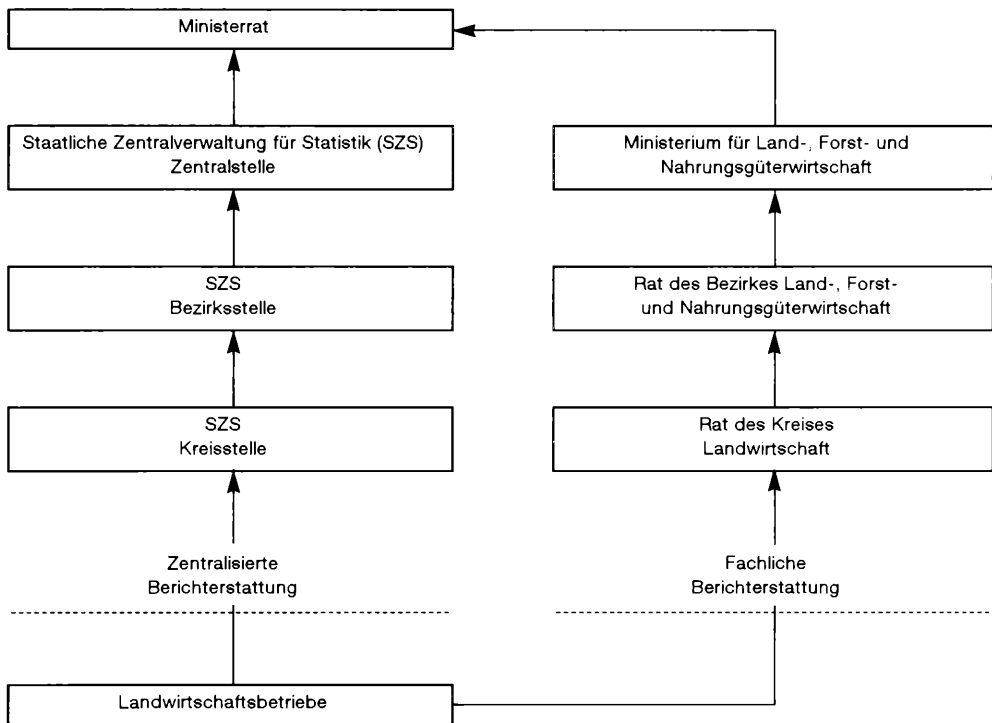 Ministerrat
Staatliche Zentralverwaltung für Statistik (SZS)
Zentralstelle
Ministerium für Land-, Forst- und
Nahrungsgüterwirtschaft
SZS
Bezirksstelle
Rat des Bezirkes Land-, Forst-
und Nahrungsgüterwirtschaft
SZS
Kreisstelle
Rat des Kreises
Landwirtschaft
Zentralisierte
Berichterstattung
Fachliche
Berichterstattung
Landwirtschaftsbetriebe